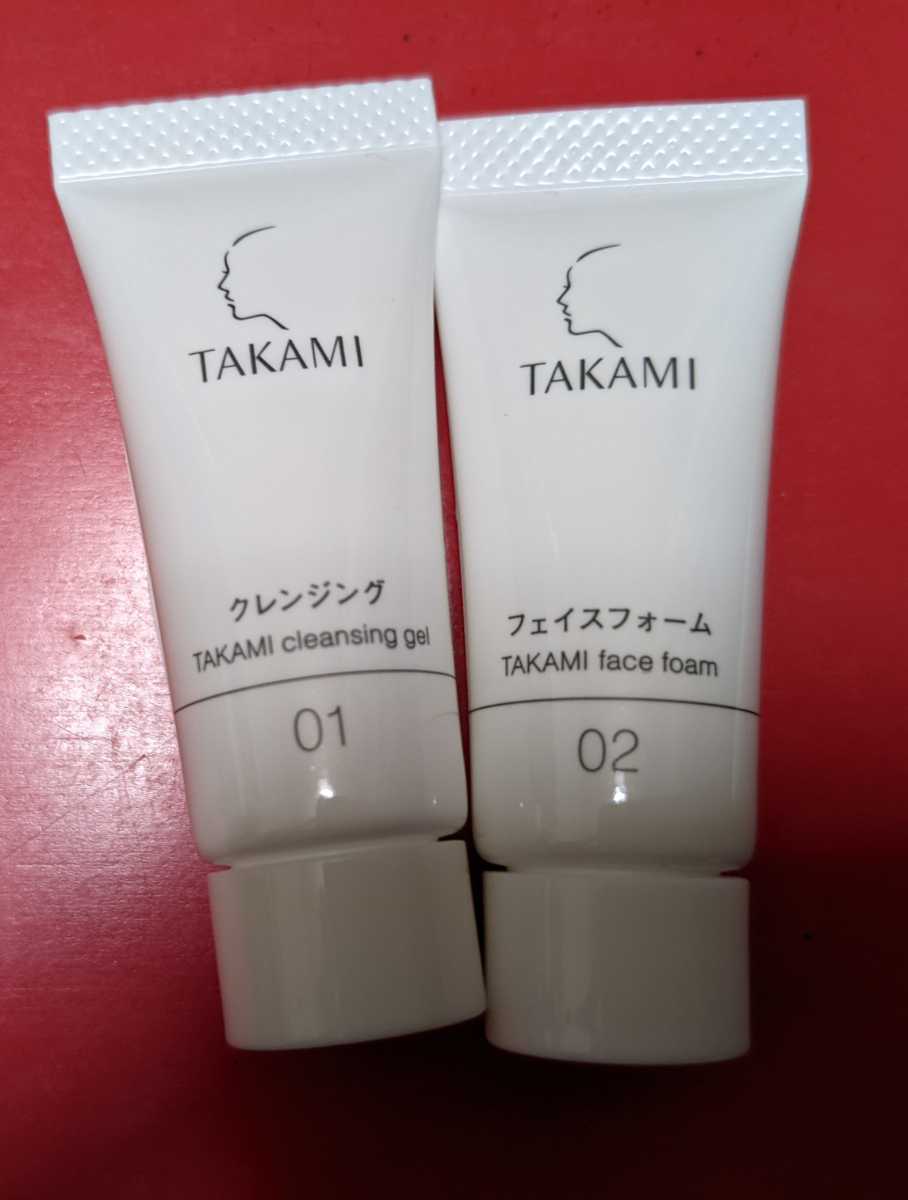 TAKAMI
クレンジング
TAKAMI cleansing gel
01
TAKAMI
フェイスフォーム
TAKAMI face foam
02